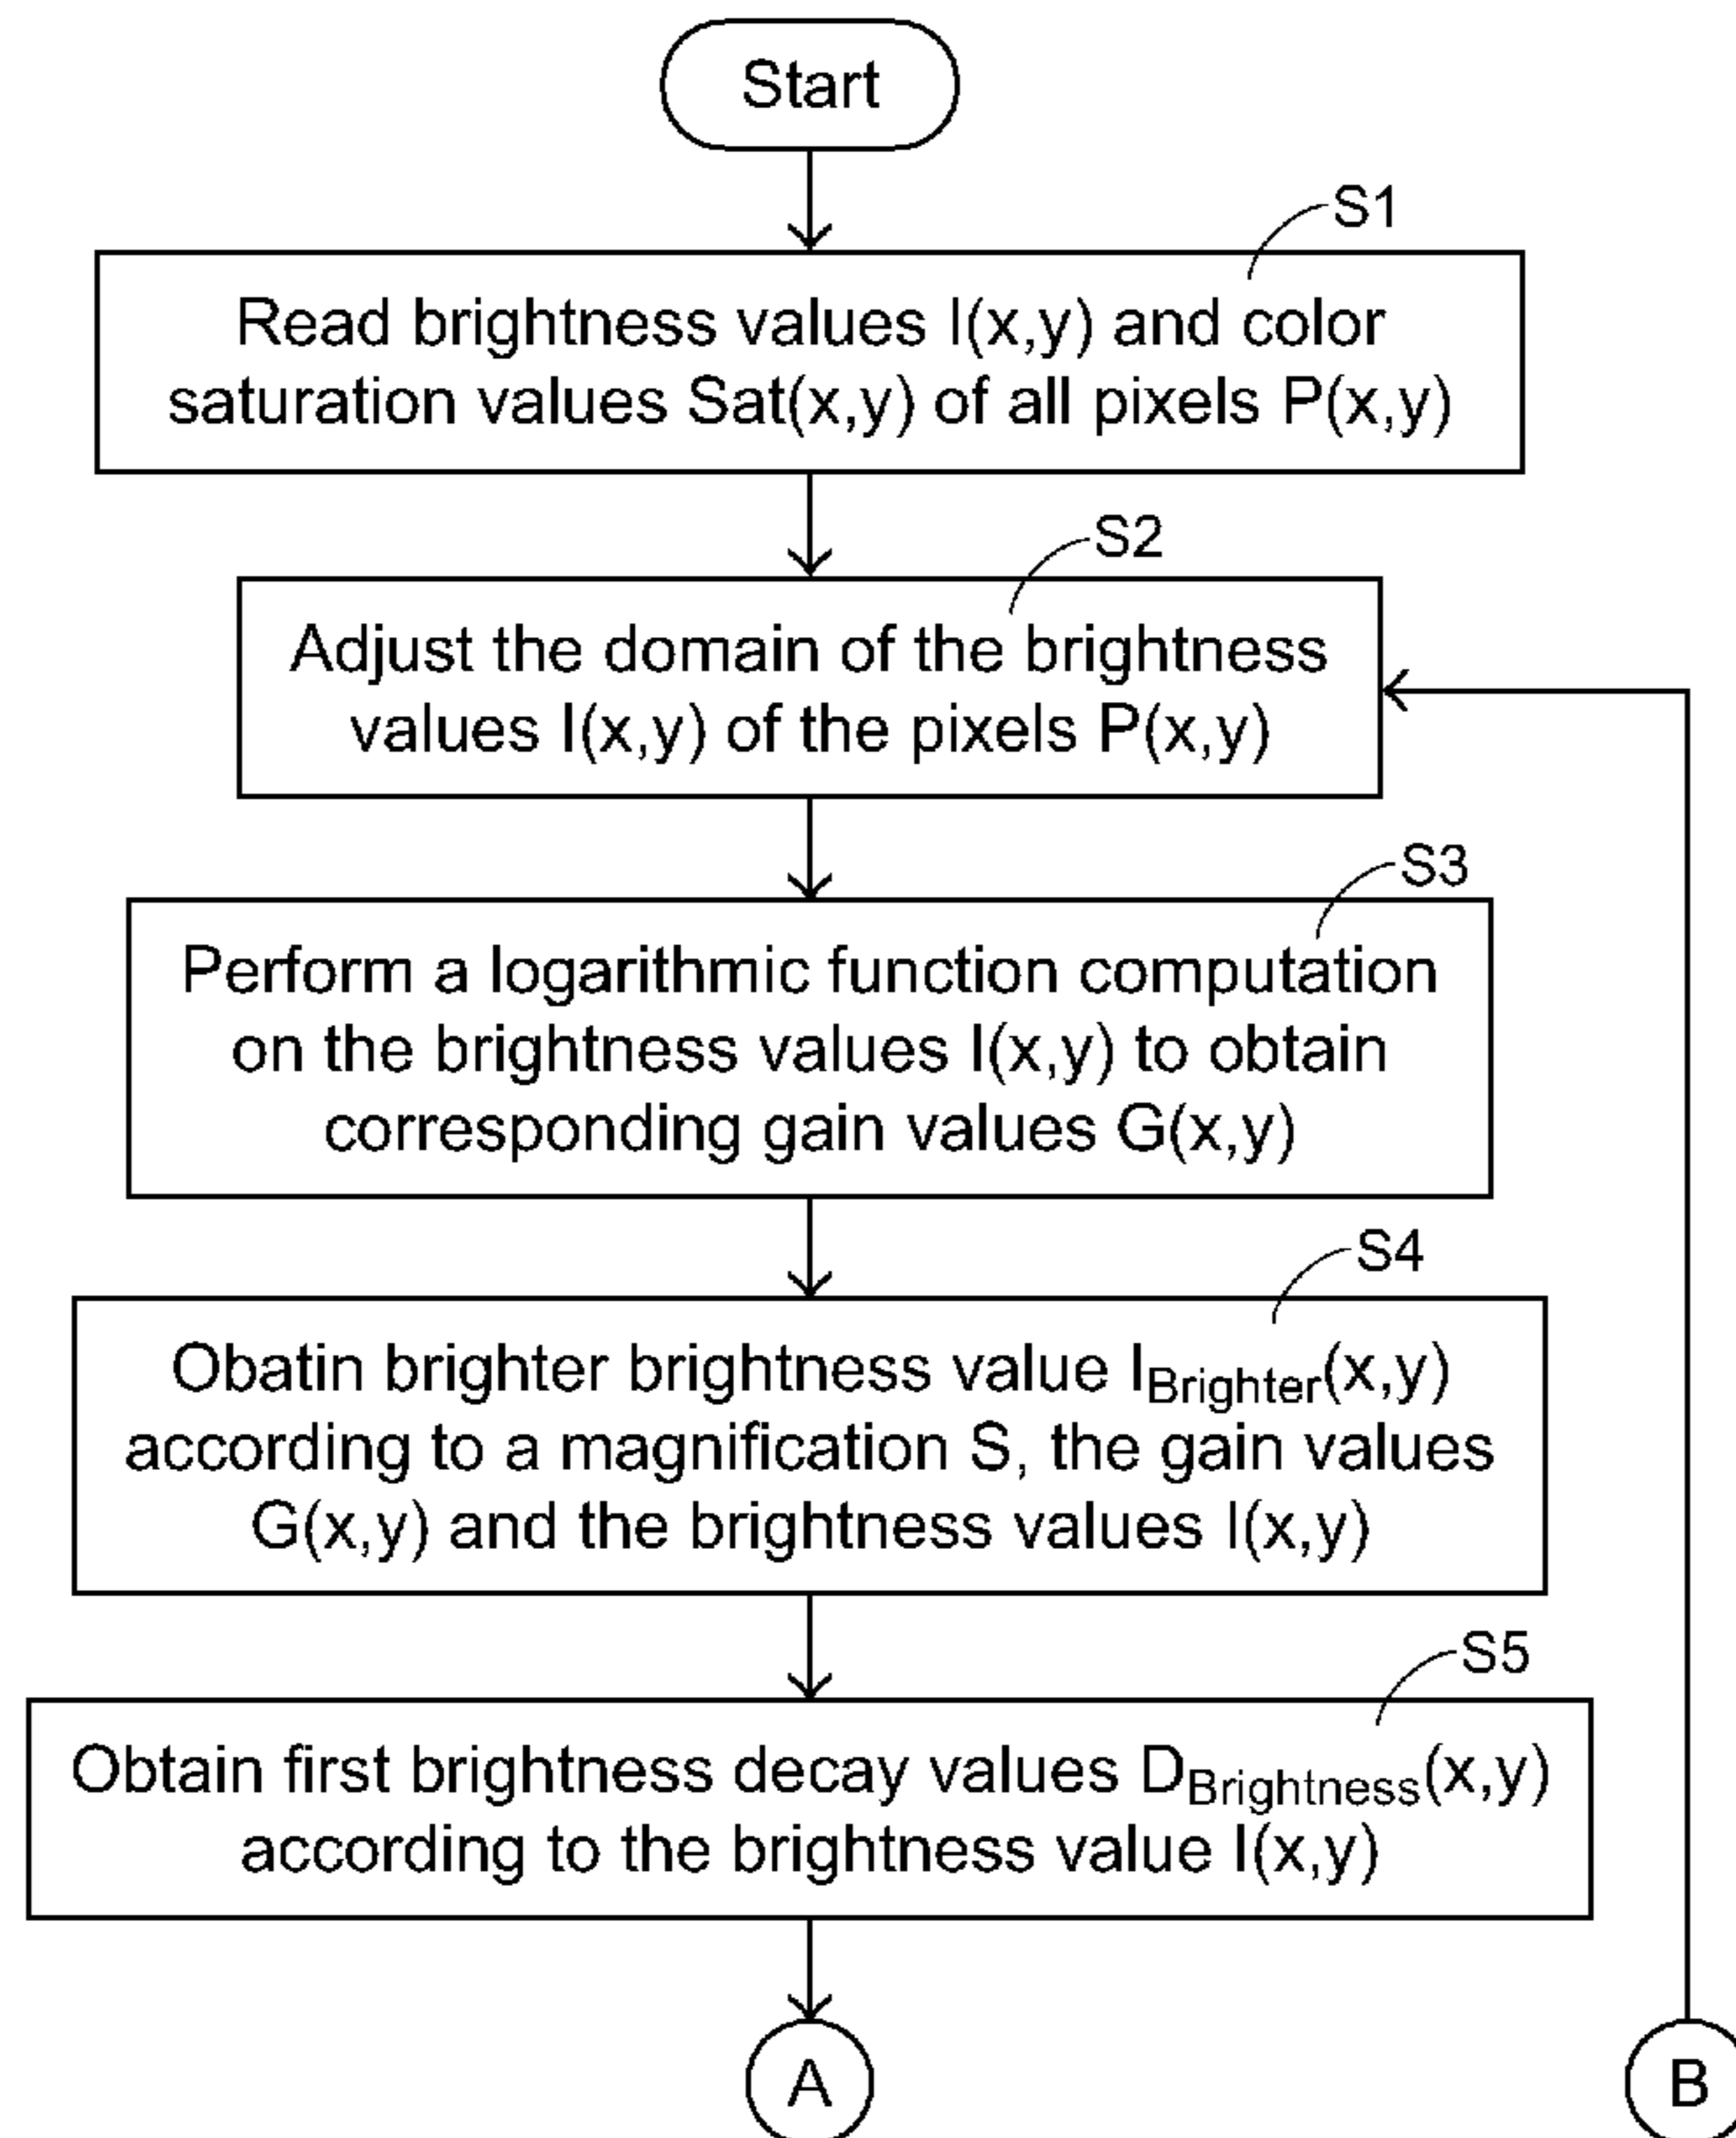 Start
S1
Read brightness values I(x,y) and color
saturation values Sat(x,y) of all pixels P(x,y)
S2
Adjust the domain of the brightness
values I(x,y) of the pixels P(x,y)
S3
Perform a logarithmic function computation
on the brightness values I(x,y) to obtain
corresponding gain values G(x,y)
S4
Obatin brighter brightness value IBrighter(x,y)
according to a magnification S, the gain values
G(x,y) and the brightness values I(x,y)
S5
Obtain first brightness decay values DBrightness(x,y)
according to the brightness value I(x,y)
A
B